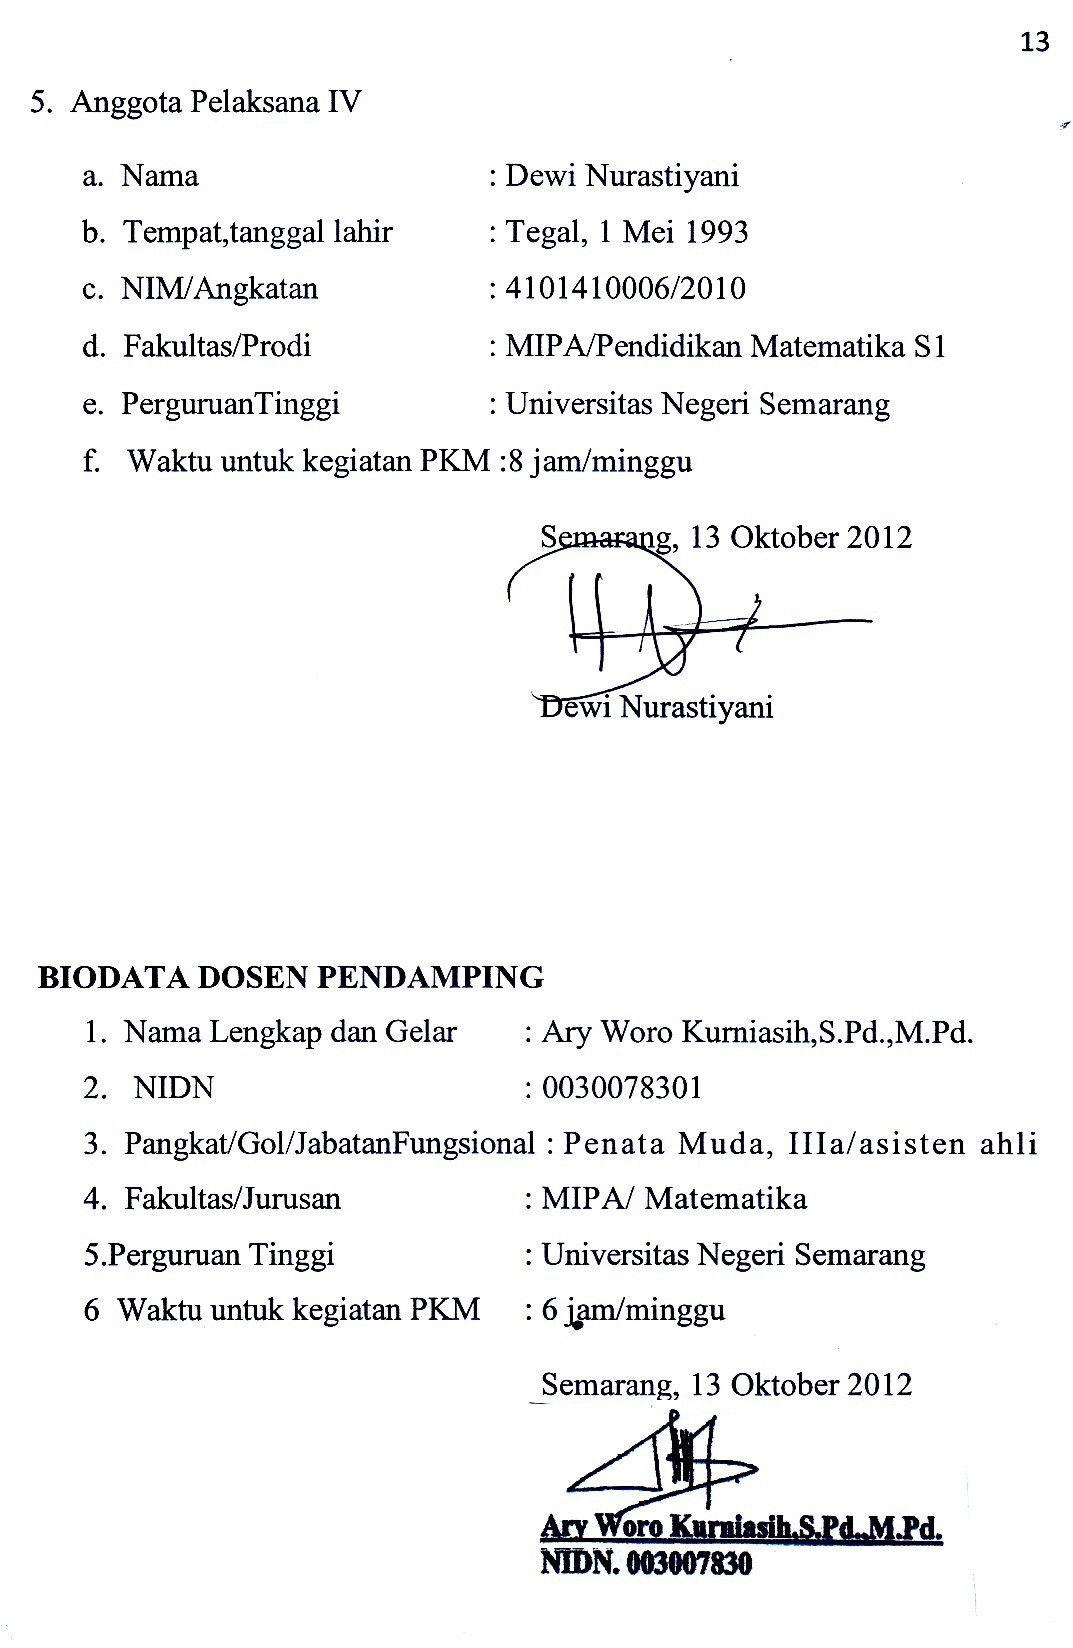 13
5. Anggota Pelaksana IV
a. Nama : Dewi Nurastiyani
b. Tempat,tanggal lahir : Tegal, 1 Mei 1993
c. NIM/Angkatan : 4101410006/2010
d. Fakultas/Prodi : MIPA/Pendidikan Matematika S1
e. PerguruanTinggi : Universitas Negeri Semarang
f. Waktu untuk kegiatan PKM :8 jam/minggu
Semarang, 13 Oktober 2012
Dewi Nurastiyani
BIODATA DOSEN PENDAMPING
1. Nama Lengkap dan Gelar : Ary Woro Kurniasih,S.Pd.,M.Pd.
2. NIDN : 0030078301
3. Pangkat/Gol/JabatanFungsional : Penata Muda, IIIa/asisten ahli
4. Fakultas/Jurusan : MIPA/ Matematika
5.Perguruan Tinggi : Universitas Negeri Semarang
6 Waktu untuk kegiatan PKM : 6 jam/minggu
Semarang, 13 Oktober 2012
Ary Woro Kurniasih,S.Pd.,M.Pd.
NIDN. 003007830